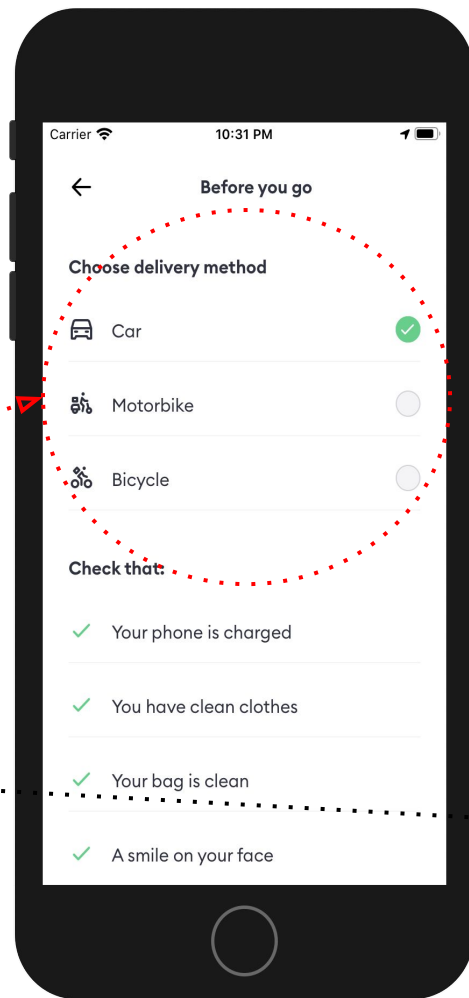 Carrier 10:31 PM
Before you go
Choose delivery method
Car
Motorbike
Bicycle
Check that:
Your phone is charged
You have clean clothes
Your bag is clean
A smile on your face